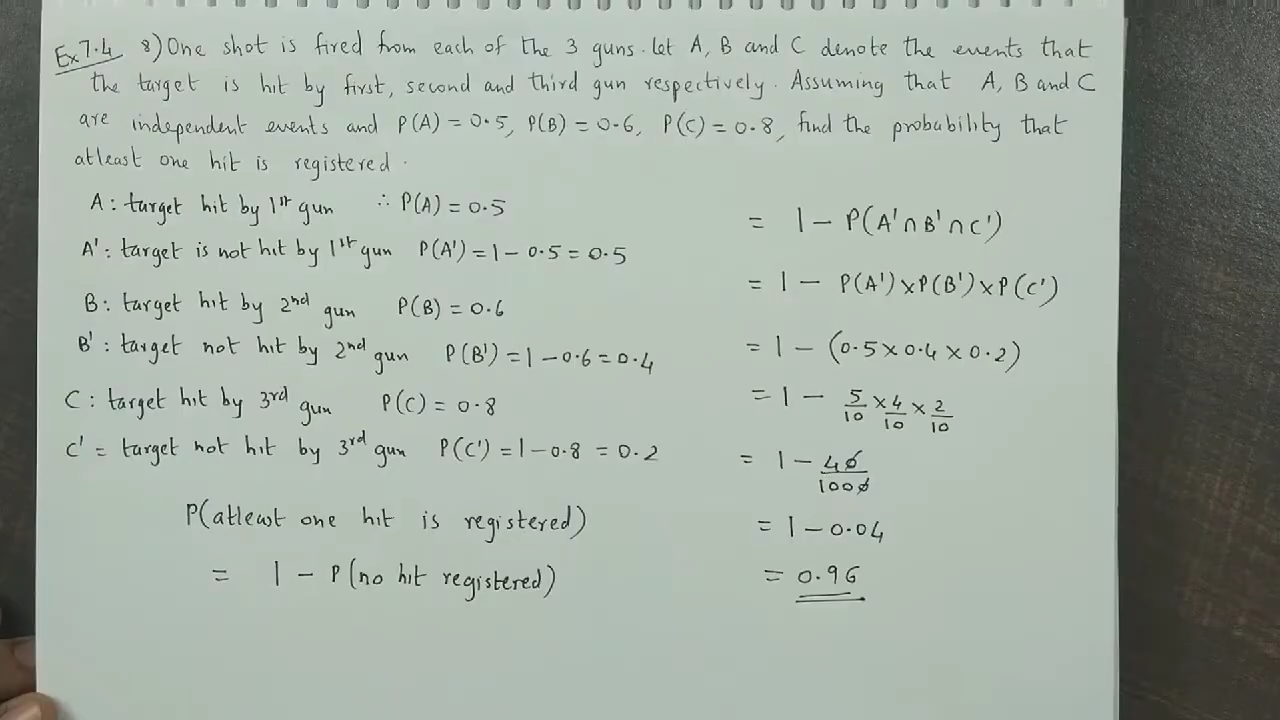 Ex 7.4 8) One shot is fired from each of the 3 guns. let A, B and C denote the events that
the target is hit by first, second and third gun respectively. Assuming that A, B and C
are independent events and P(A) = 0.5, P(B) = 0.6, P(C) = 0.8, find the probability that
atleast one hit is registered.
A : target hit by 1st gun ∴ P(A) = 0.5
A' : target is not hit by 1st gun P(A') = 1 - 0.5 = 0.5
B : target hit by 2nd gun P(B) = 0.6
B' : target not hit by 2nd gun P(B') = 1 - 0.6 = 0.4
C : target hit by 3rd gun P(C) = 0.8
C' = target not hit by 3rd gun P(C') = 1 - 0.8 = 0.2
P(atleast one hit is registered)
= 1 - P(no hit registered)
= 1 - P(A' ∩ B' ∩ C')
= 1 - P(A') × P(B') × P(C')
= 1 - (0.5 × 0.4 × 0.2)
= 1 - 5/10 × 4/10 × 2/10
= 1 - 40/1000
= 1 - 0.04
= 0.96